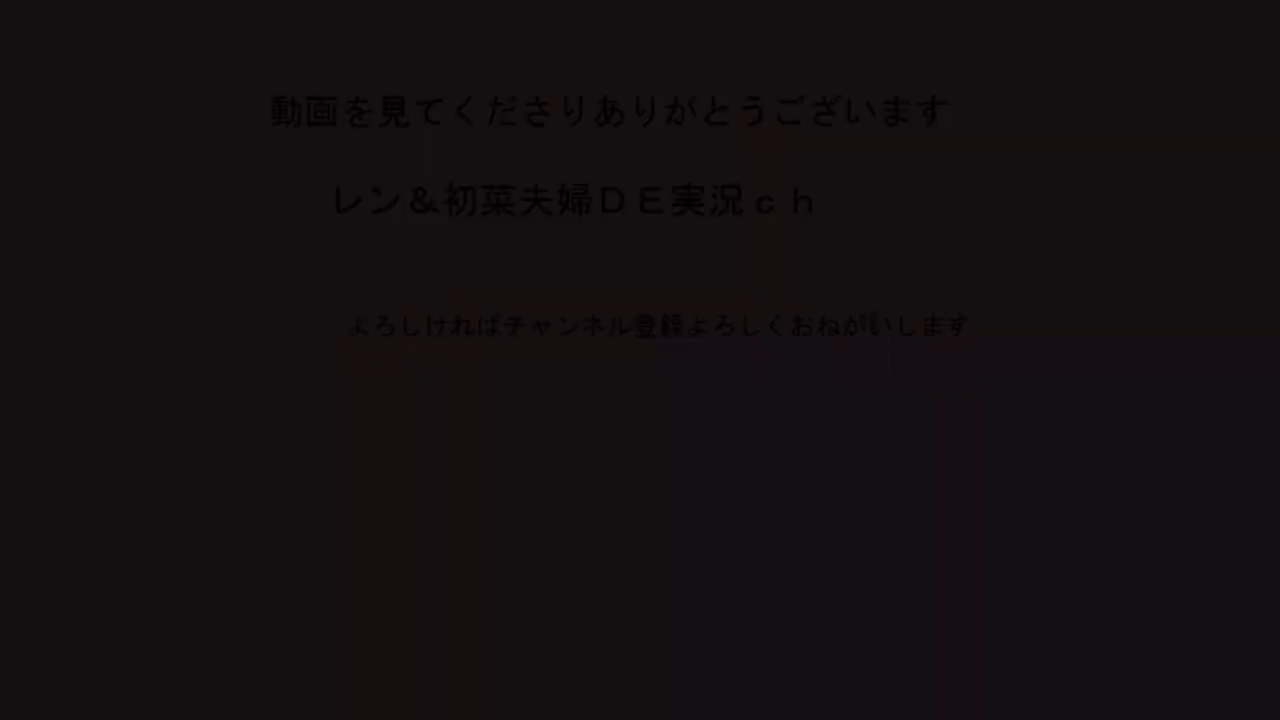 動画を見てくださりありがとうございます
レン＆初菜夫婦ＤＥ実況ｃｈ
よろしければチャンネル登録よろしくおねがいします